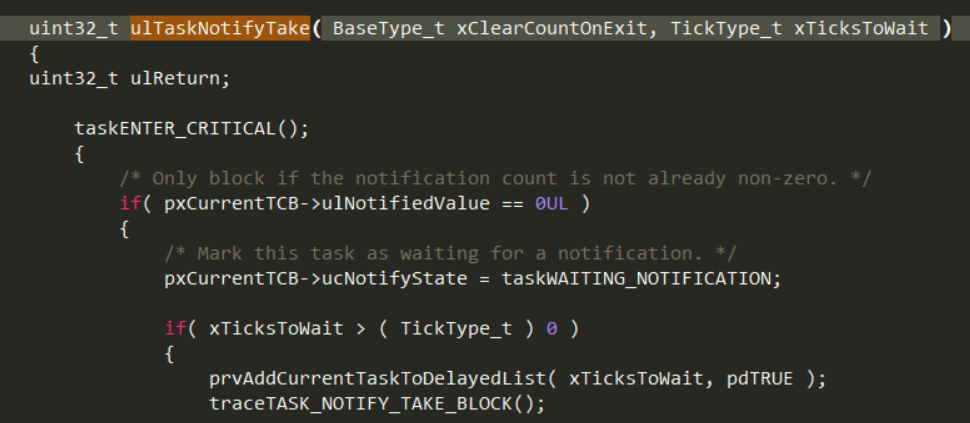 uint32_t ulTaskNotifyTake( BaseType_t xClearCountOnExit, TickType_t xTicksToWait )
{
uint32_t ulReturn;
taskENTER_CRITICAL();
{
/* Only block if the notification count is not already non-zero. */
if( pxCurrentTCB->ulNotifiedValue == 0UL )
{
/* Mark this task as waiting for a notification. */
pxCurrentTCB->ucNotifyState = taskWAITING_NOTIFICATION;
if( xTicksToWait > ( TickType_t ) 0 )
{
prvAddCurrentTaskToDelayedList( xTicksToWait, pdTRUE );
traceTASK_NOTIFY_TAKE_BLOCK();